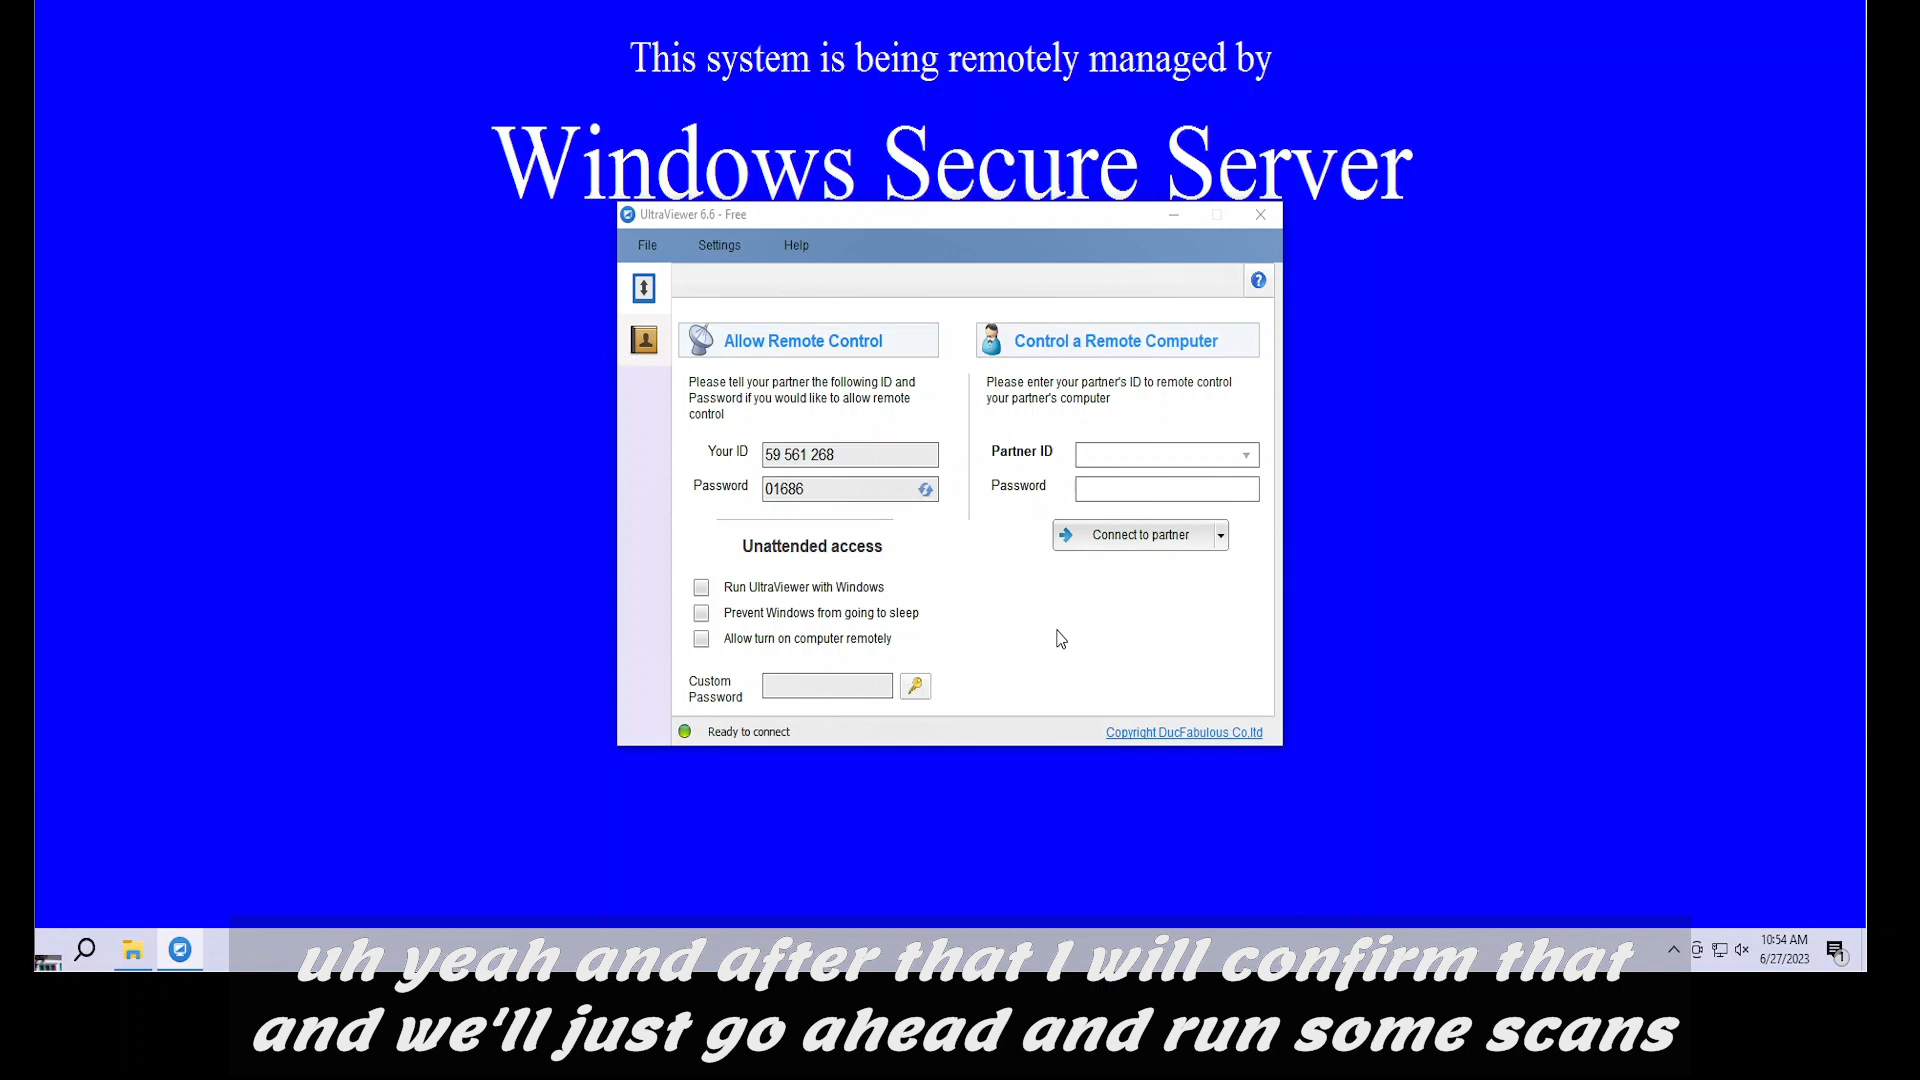 This system is being remotely managed by
Windows Secure Server
UltraViewer 6.6 - Free
File Settings Help
Allow Remote Control
Please tell your partner the following ID and
Password if you would like to allow remote
control
Your ID 59 561 268
Password 01686
Unattended access
Run UltraViewer with Windows
Prevent Windows from going to sleep
Allow turn on computer remotely
Custom
Password
Control a Remote Computer
Please enter your partner's ID to remote control
your partner's computer
Partner ID
Password
Connect to partner
Ready to connect
Copyright DucFabulous Co,ltd
10:54 AM
6/27/2023
1
uh yeah and after that I will confirm that
and we'll just go ahead and run some scans